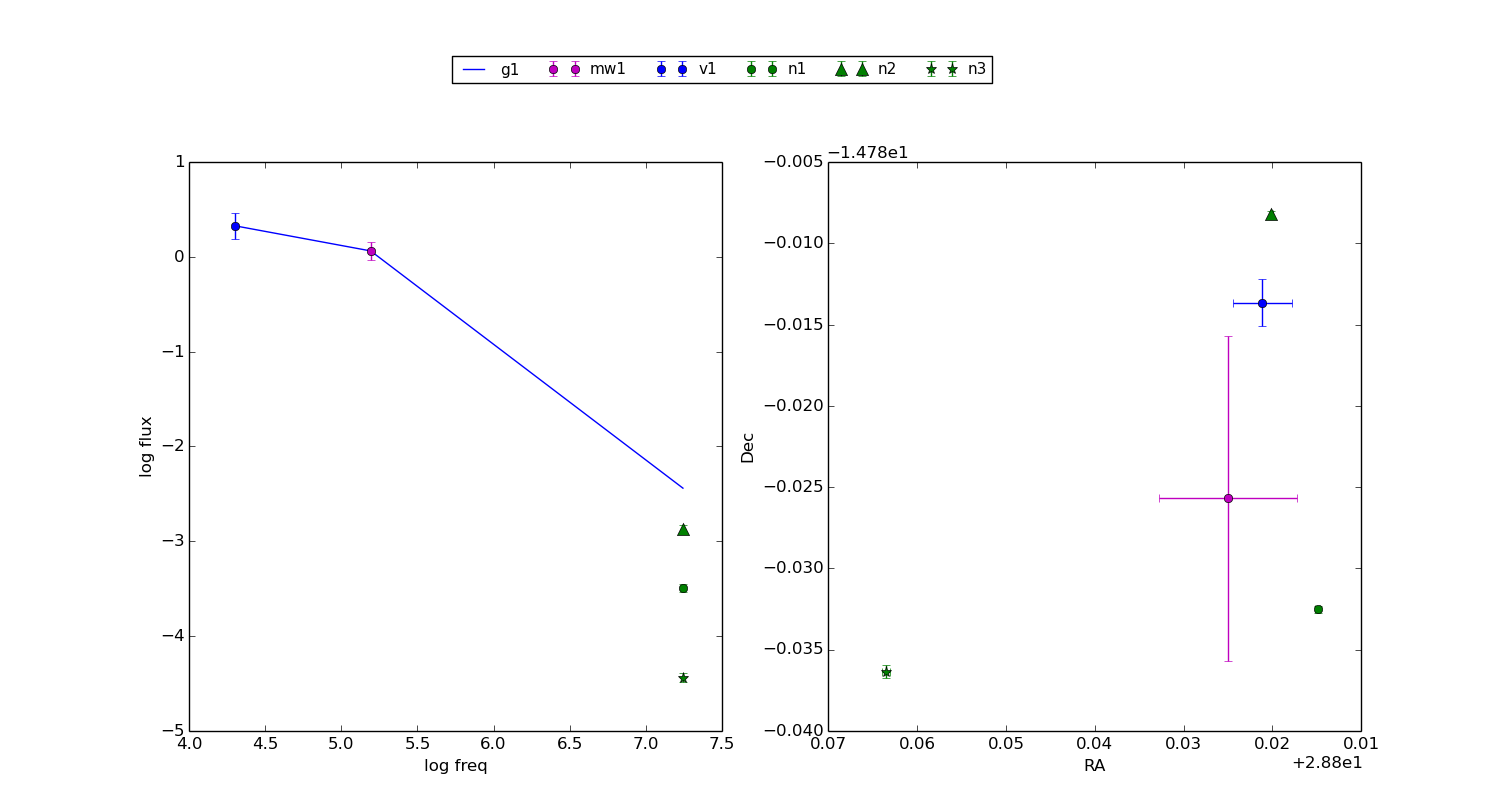 g1 mw1 v1 n1 n2 n3
−1.478e1
1 −0.005
0 −0.010
−1 −0.015
−2 −0.020
−3 −0.025
−4 −0.030
−5 −0.035
−0.040
log flux
Dec
4.0 4.5 5.0 5.5 6.0 6.5 7.0 7.5
0.07 0.06 0.05 0.04 0.03 0.02 0.01
log freq
RA
+2.88e1